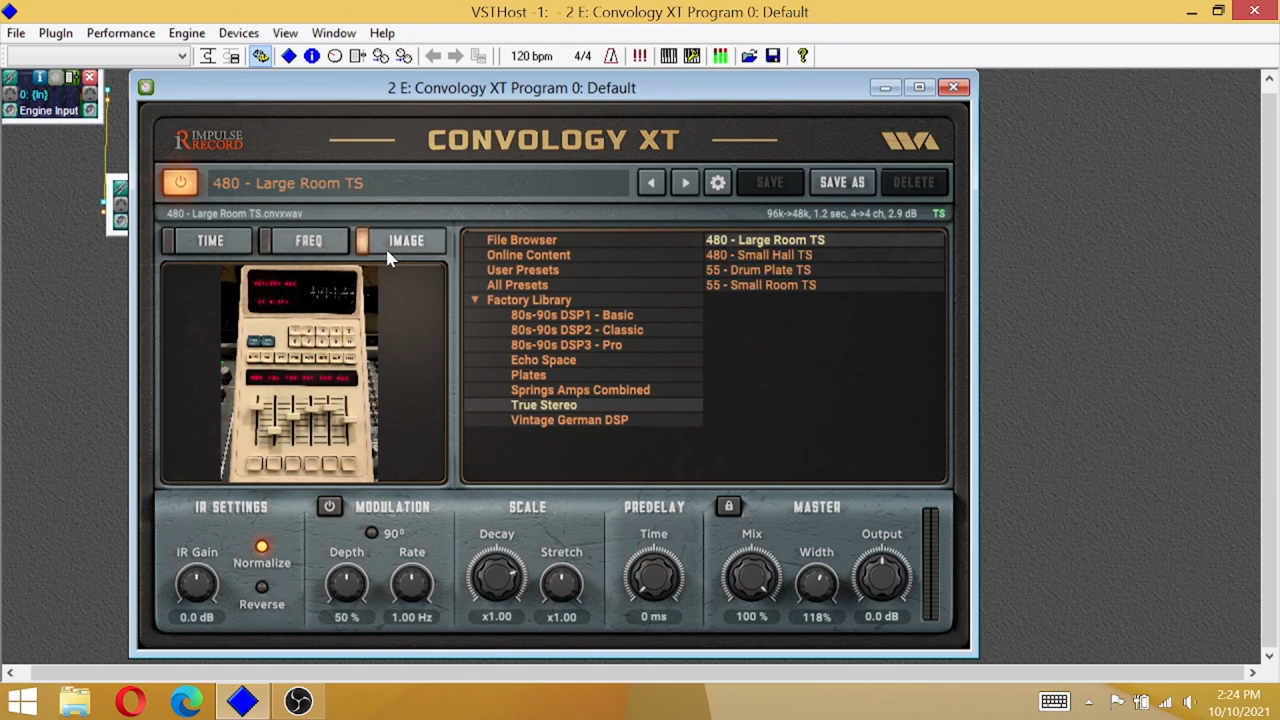 VSTHost -1: - 2 E: Convology XT Program 0: Default
File PlugIn Performance Engine Devices View Window Help
120 bpm 4/4
2 E: Convology XT Program 0: Default
0: {In}
Engine Input
IMPULSE RECORD
CONVOLOGY XT
480 - Large Room TS
SAVE SAVE AS DELETE
480 - Large Room TS.cnvxwav
96k->48k, 1.2 sec, 4->4 ch, 2.9 dB TS
TIME FREQ IMAGE
File Browser
Online Content
User Presets
All Presets
Factory Library
80s-90s DSP1 - Basic
80s-90s DSP2 - Classic
80s-90s DSP3 - Pro
Echo Space
Plates
Springs Amps Combined
True Stereo
Vintage German DSP
480 - Large Room TS
480 - Small Hall TS
55 - Drum Plate TS
55 - Small Room TS
IR SETTINGS MODULATION SCALE PREDELAY MASTER
IR Gain
0.0 dB
Normalize
Reverse
90°
Depth
50 %
Rate
1.00 Hz
Decay
x1.00
Stretch
x1.00
Time
0 ms
Mix
100 %
Width
118%
Output
0.0 dB
2:24 PM
10/10/2021